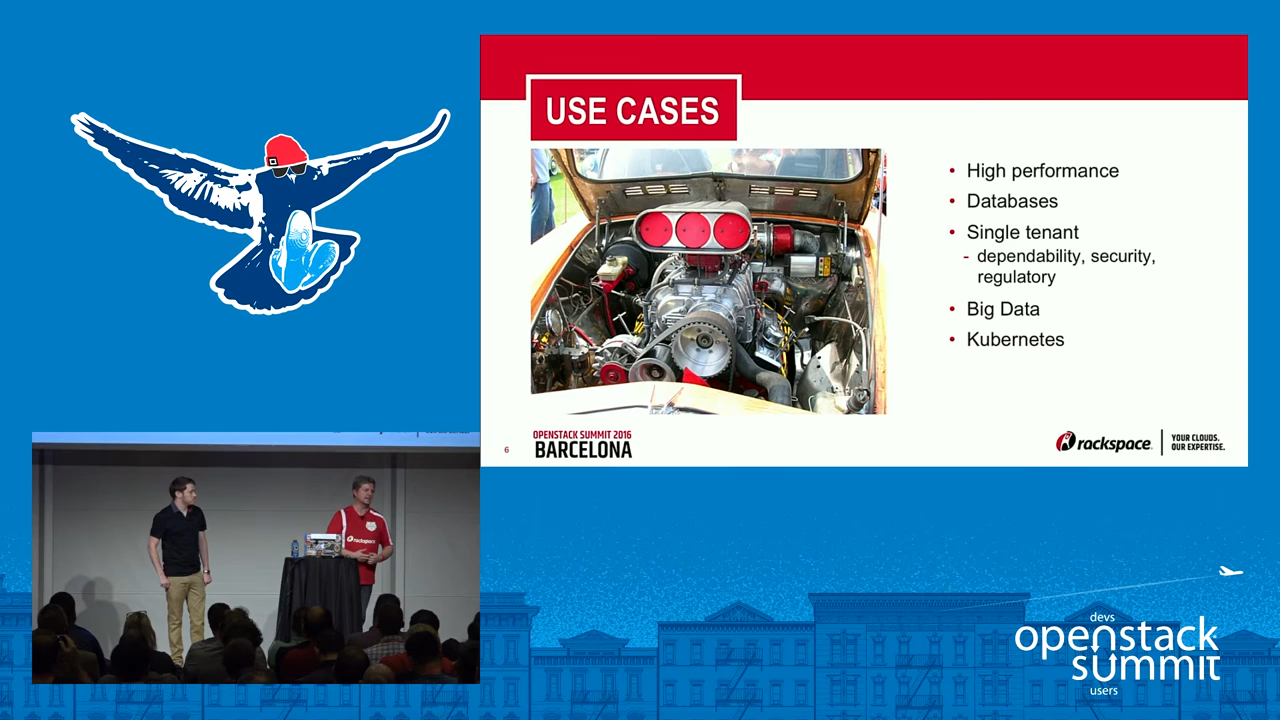 USE CASES
• High performance
• Databases
• Single tenant
- dependability, security,
regulatory
• Big Data
• Kubernetes
6
OPENSTACK SUMMIT 2016
BARCELONA
rackspace.
YOUR CLOUDS.
OUR EXPERTISE.
rackspace
devs
openstack
summit
users